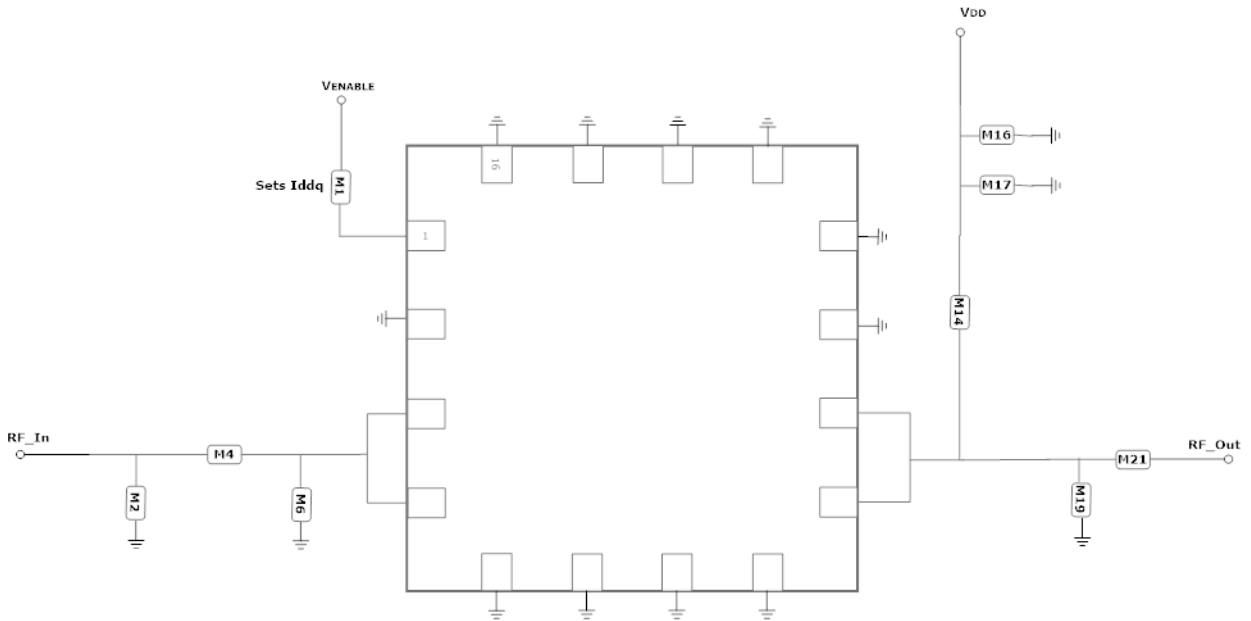 VDD
VENABLE
M16
16
Sets Iddq
M1
M17
1
M14
RF_In
M4
RF_Out
M21
M2
M6
M19